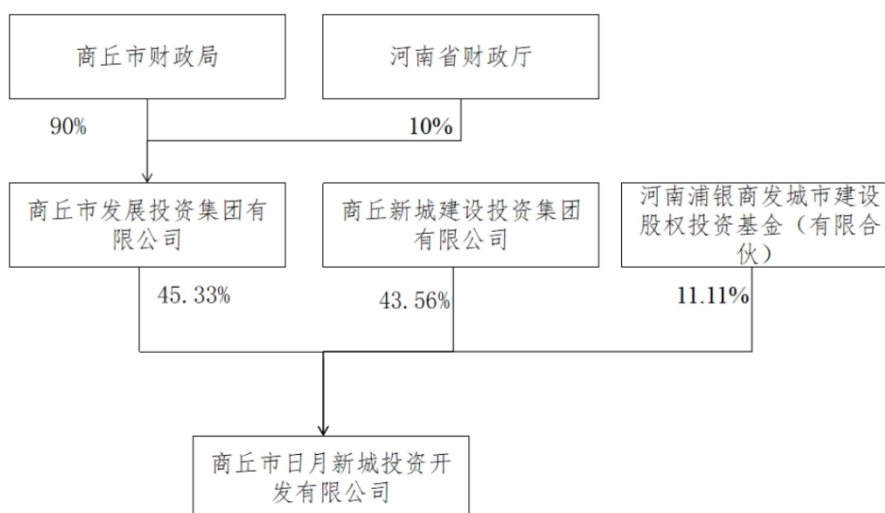 商丘市财政局
河南省财政厅
90%
10%
商丘市发展投资集团有
限公司
商丘新城建设投资集团
有限公司
河南浦银商发城市建设
股权投资基金（有限合
伙）
45.33%
43.56%
11.11%
商丘市日月新城投资开
发有限公司